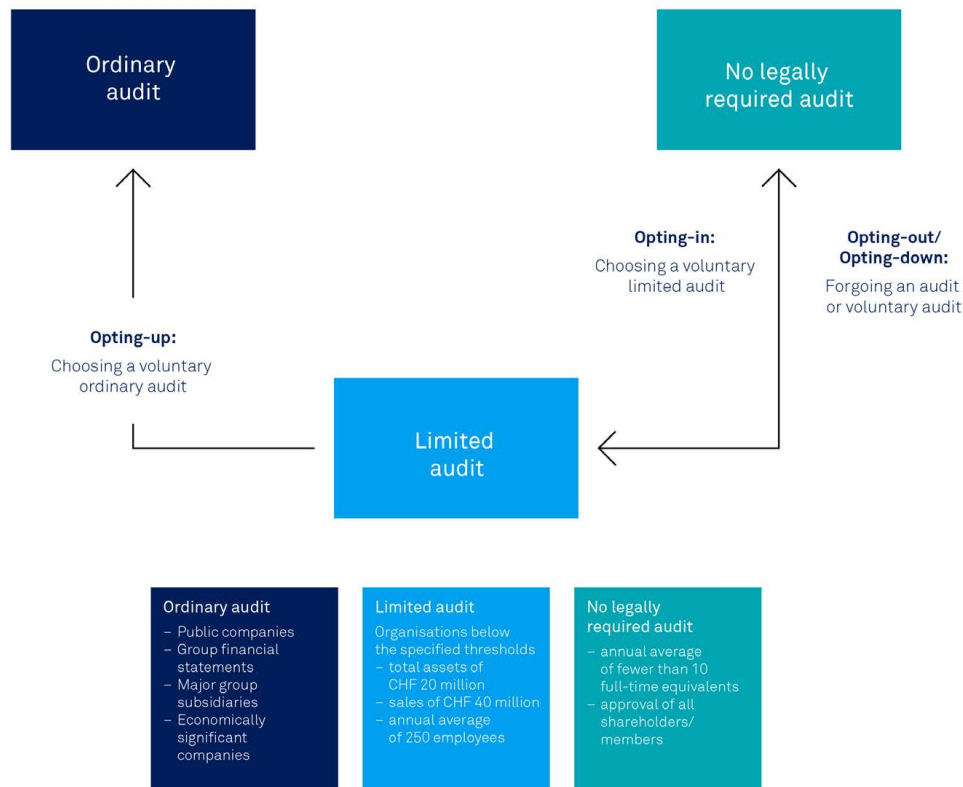 Ordinary
audit
No legally
required audit
Opting-in:
Choosing a voluntary
limited audit
Opting-out/
Opting-down:
Forgoing an audit
or voluntary audit
Opting-up:
Choosing a voluntary
ordinary audit
Limited
audit
Ordinary audit
– Public companies
– Group financial
statements
– Major group
subsidiaries
– Economically
significant
companies
Limited audit
Organisations below
the specified thresholds
– total assets of
CHF 20 million
– sales of CHF 40 million
– annual average
of 250 employees
No legally
required audit
– annual average
of fewer than 10
full-time equivalents
– approval of all
shareholders/
members